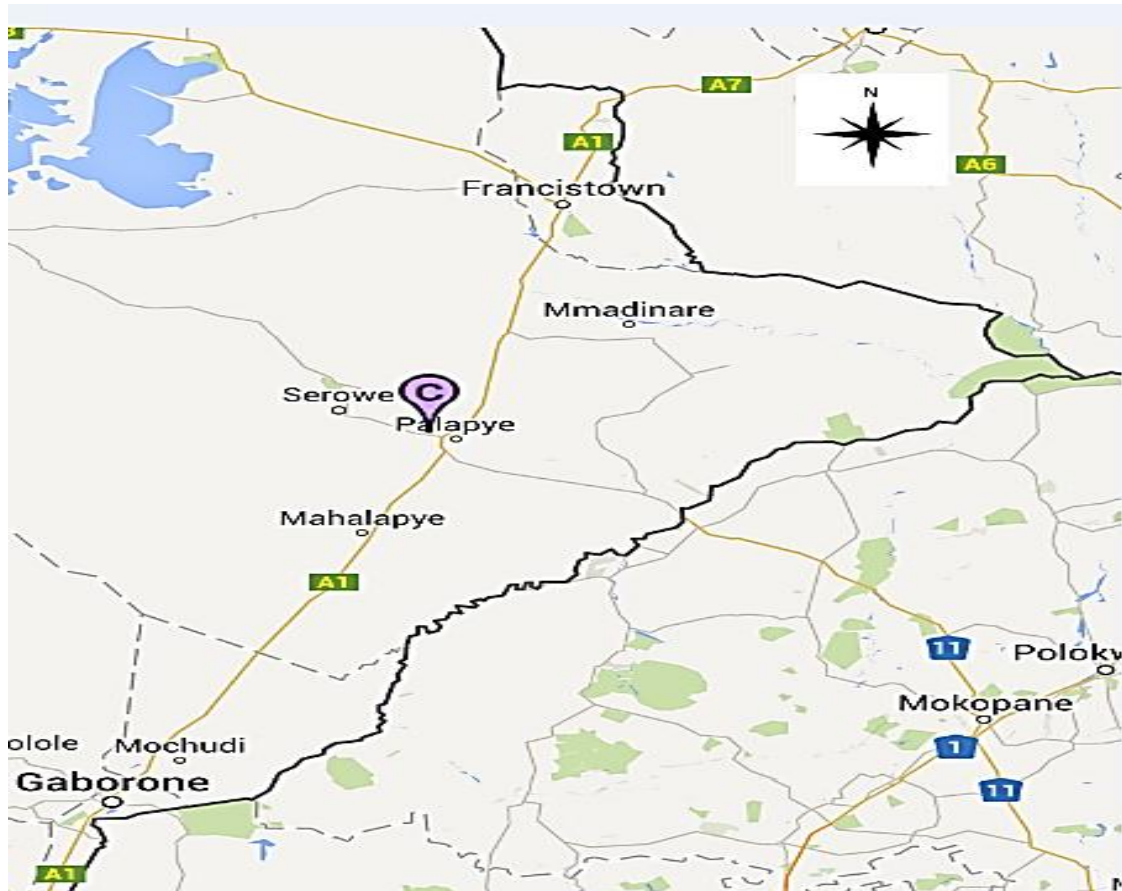 N
A7
A1
A6
Francistown
Mmadinare
Serowe
C
Palapye
Mahalapye
A1
11
Polokw
Mokopane
1
11
olole
Mochudi
Gaborone
A1